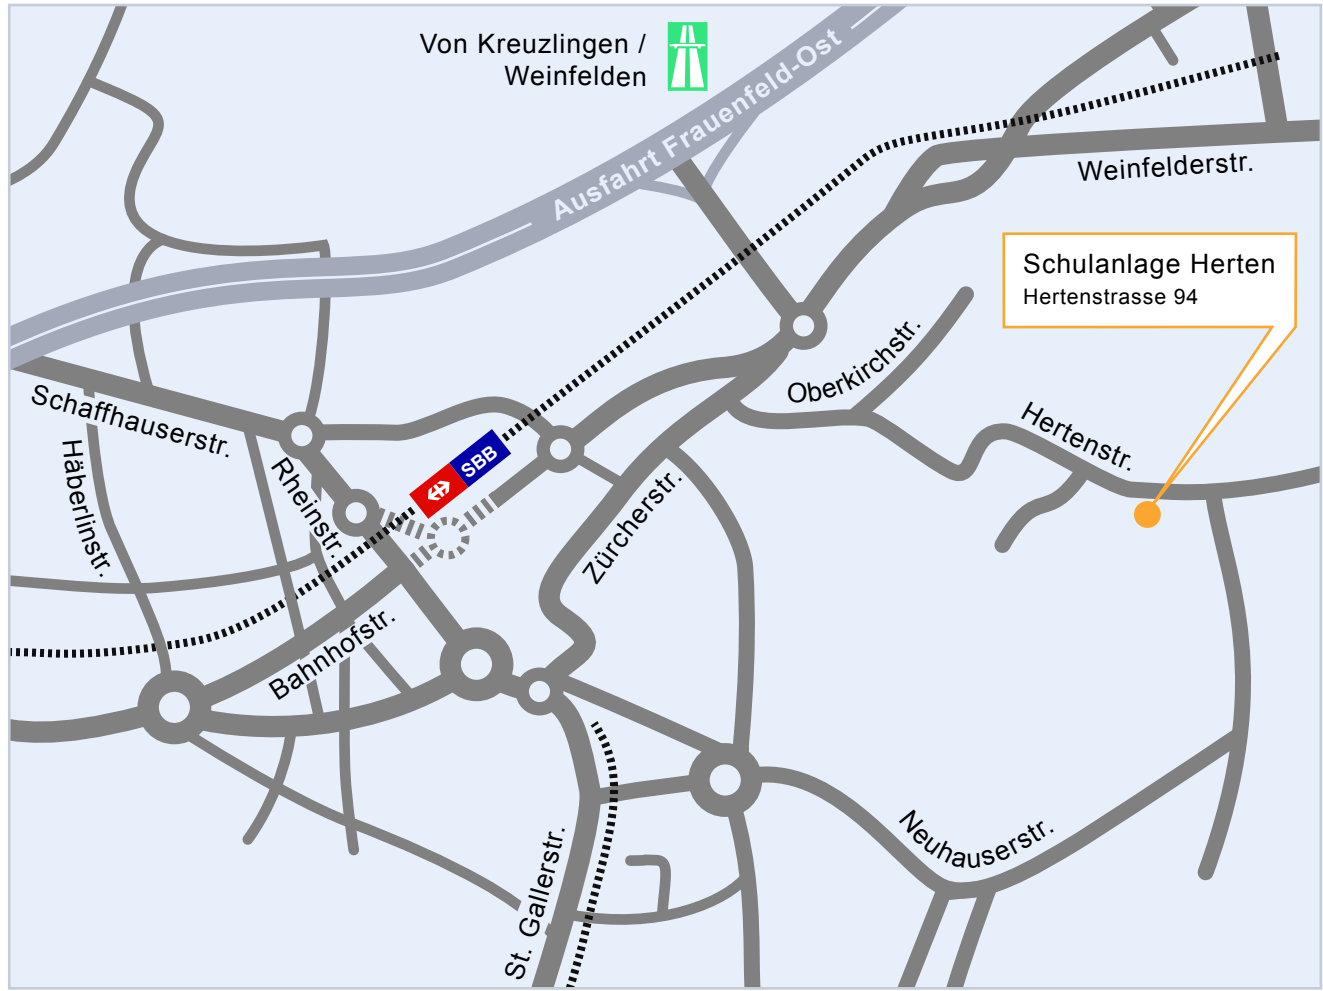 Von Kreuzlingen /
Weinfelden
Ausfahrt Frauenfeld-Ost
Weinfelderstr.
Schulanlage Herten
Hertenstrasse 94
Oberkirchstr.
Schaffhauserstr.
Hertenstr.
Häberlinstr.
Rheinstr.
SBB
Zürcherstr.
Bahnhofstr.
Neuhauserstr.
St. Gallerstr.